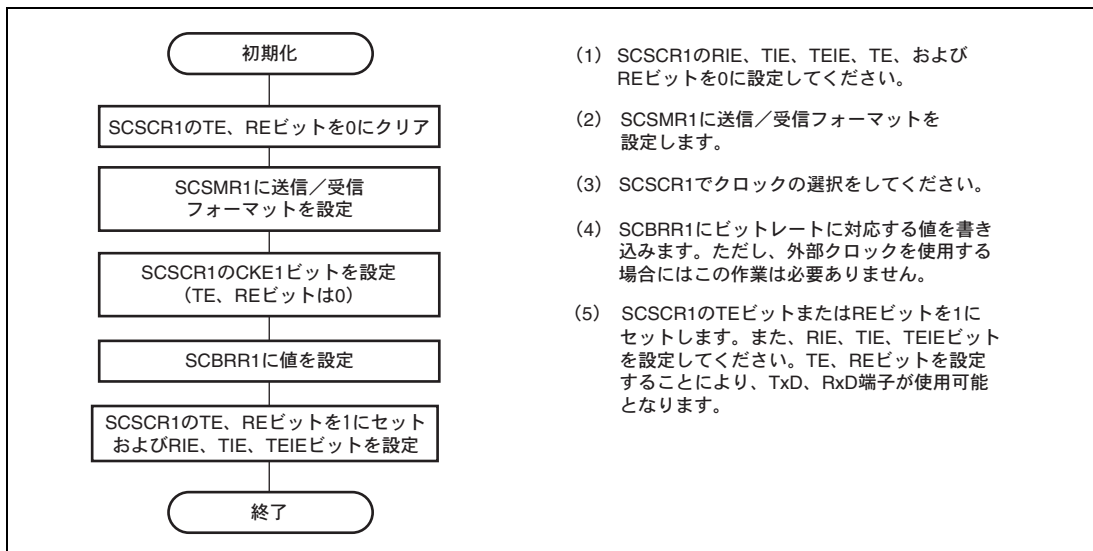 初期化
SCSCR1のTE、REビットを0にクリア
SCSMR1に送信／受信
フォーマットを設定
SCSCR1のCKE1ビットを設定
（TE、REビットは0）
SCBRR1に値を設定
SCSCR1のTE、REビットを1にセット
およびRIE、TIE、TEIEビットを設定
終了
（1） SCSCR1のRIE、TIE、TEIE、TE、および
REビットを0に設定してください。
（2） SCSMR1に送信／受信フォーマットを
設定します。
（3） SCSCR1でクロックの選択をしてください。
（4） SCBRR1にビットレートに対応する値を書き
込みます。ただし、外部クロックを使用する
場合にはこの作業は必要ありません。
（5） SCSCR1のTEビットまたはREビットを1に
セットします。また、RIE、TIE、TEIEビット
を設定してください。TE、REビットを設定
することにより、TxD、RxD端子が使用可能
となります。